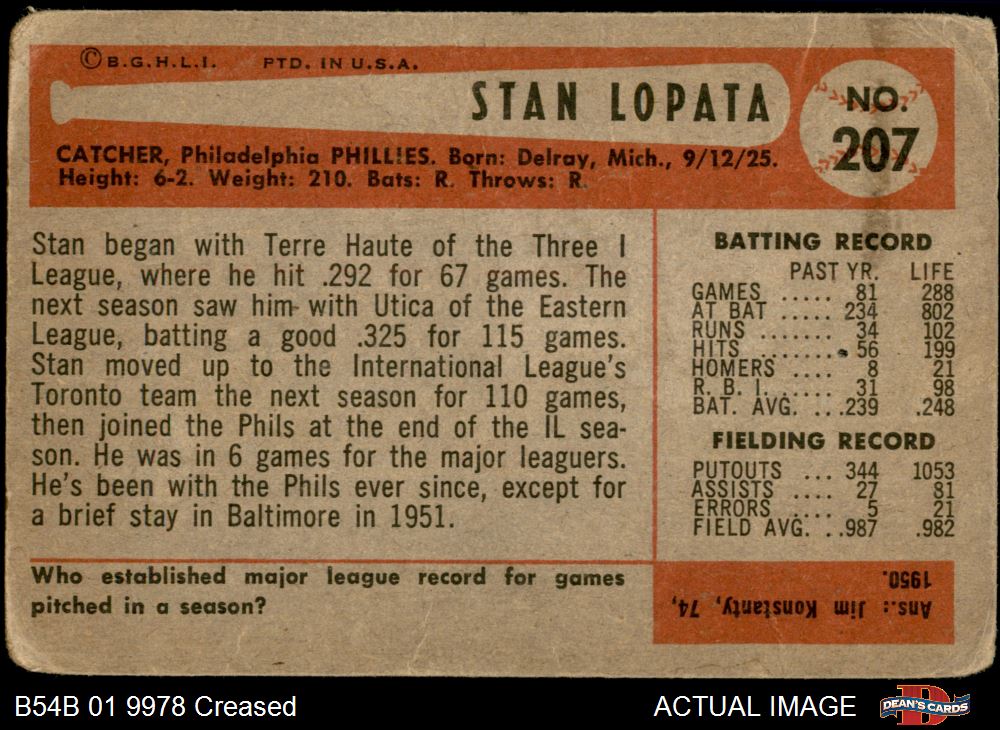 ©B.G.H.L.I. PTD. IN U.S.A.
STAN LOPATA
NO.
207
CATCHER, Philadelphia PHILLIES. Born: Delray, Mich., 9/12/25.
Height: 6-2. Weight: 210. Bats: R. Throws: R.
Stan began with Terre Haute of the Three I
League, where he hit .292 for 67 games. The
next season saw him with Utica of the Eastern
League, batting a good .325 for 115 games.
Stan moved up to the International League's
Toronto team the next season for 110 games,
then joined the Phils at the end of the IL sea-
son. He was in 6 games for the major leaguers.
He's been with the Phils ever since, except for
a brief stay in Baltimore in 1951.
BATTING RECORD
PAST YR. LIFE
GAMES ..... 81 288
AT BAT ..... 234 802
RUNS ....... 34 102
HITS ........ 56 199
HOMERS .... 8 21
R. B. I. ..... 31 98
BAT. AVG. ...239 .248
FIELDING RECORD
PUTOUTS ... 344 1053
ASSISTS .... 27 81
ERRORS .... 5 21
FIELD AVG. ..987 .982
Who established major league record for games
pitched in a season?
Ans.: Jim Konstanty, 74,
1950.
B54B 01 9978 Creased
ACTUAL IMAGE
D
DEAN'S CARDS